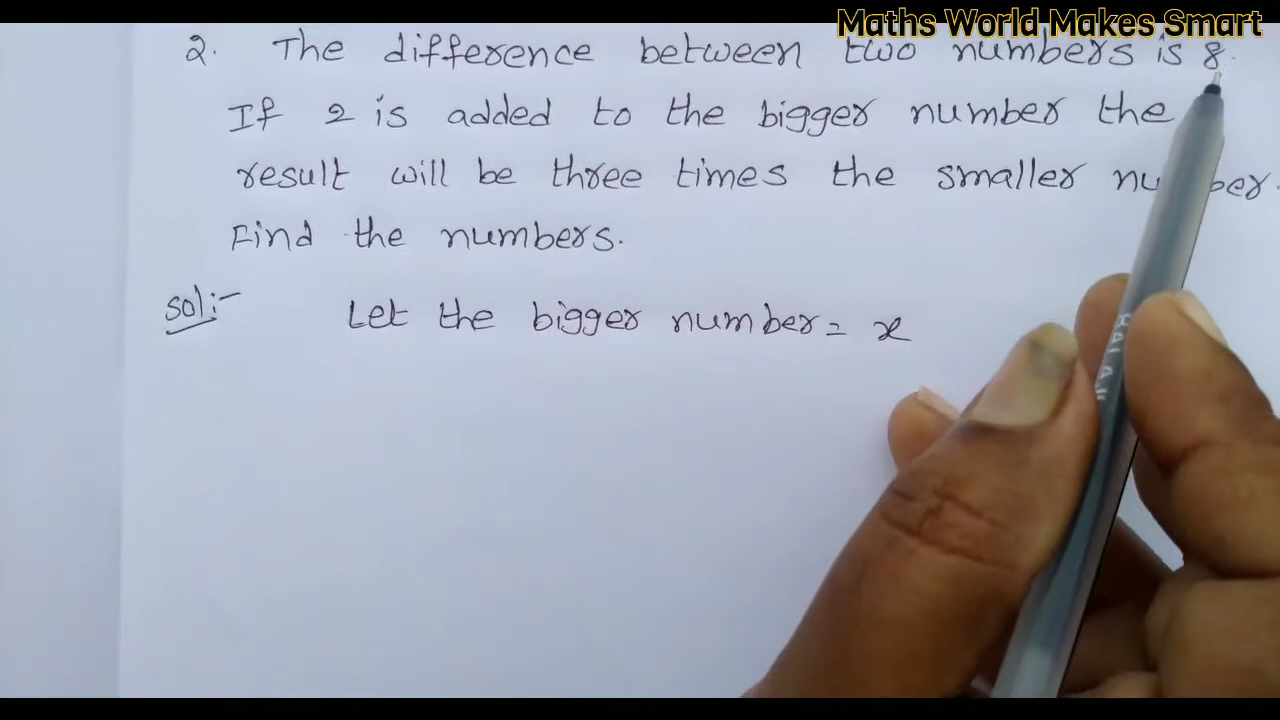 Maths World Makes Smart
2. The difference between two numbers is 8.
If 2 is added to the bigger number the
result will be three times the smaller number.
Find the numbers.
Sol:- Let the bigger number = x